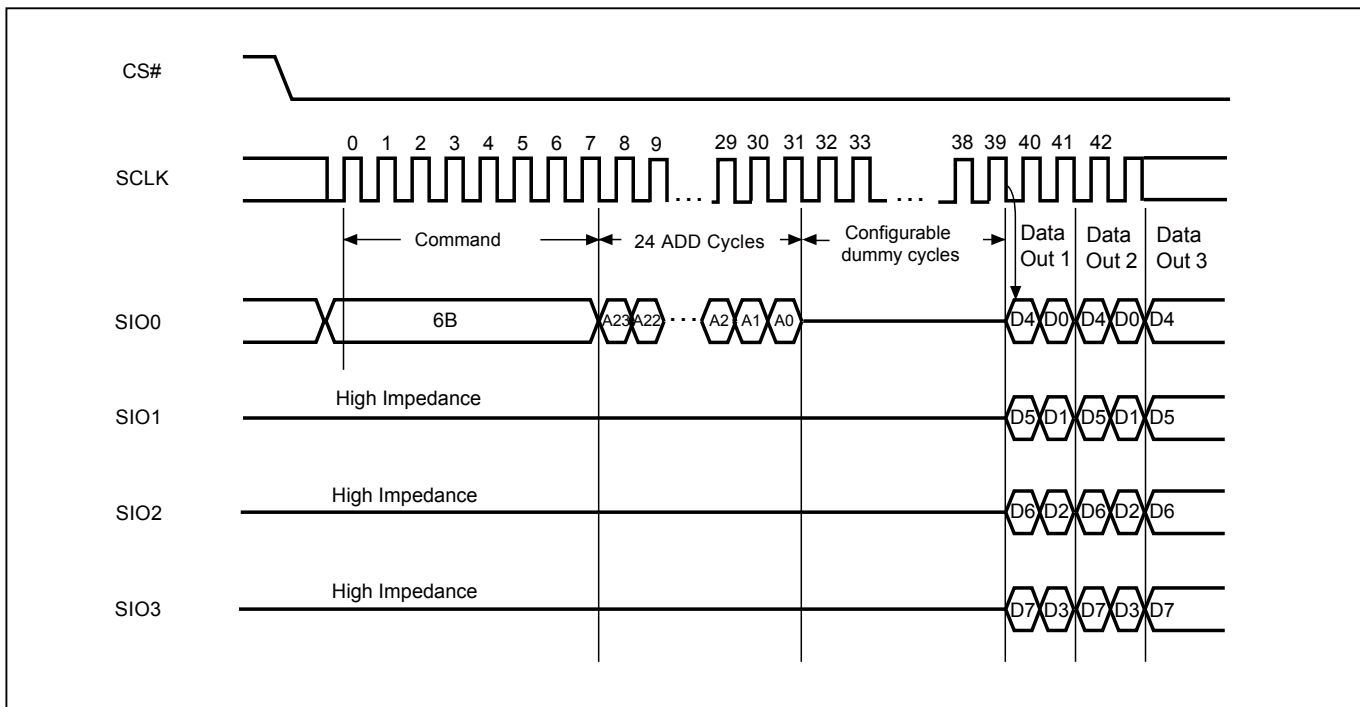 CS#
0 1 2 3 4 5 6 7 8 9 29 30 31 32 33 38 39 40 41 42
SCLK
Command
24 ADD Cycles
Configurable
dummy cycles
Data
Out 1
Data
Out 2
Data
Out 3
SIO0
6B
A23 A22 A2 A1 A0
D4 D0 D4 D0 D4
High Impedance
SIO1
D5 D1 D5 D1 D5
High Impedance
SIO2
D6 D2 D6 D2 D6
High Impedance
SIO3
D7 D3 D7 D3 D7